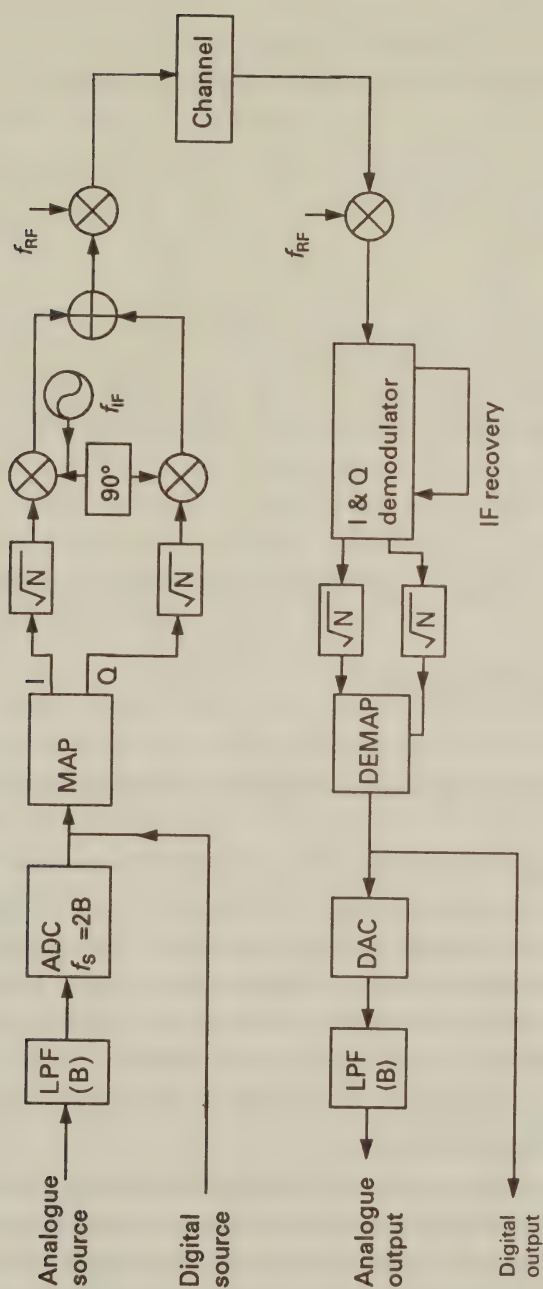 Analogue
source
LPF
(B)
ADC
f_S =2B
MAP
I
Q
√N
√N
90°
f_IF
f_RF
Channel
Digital
source
f_RF
I & Q
demodulator
IF recovery
√N
√N
DEMAP
DAC
LPF
(B)
Analogue
output
Digital
output